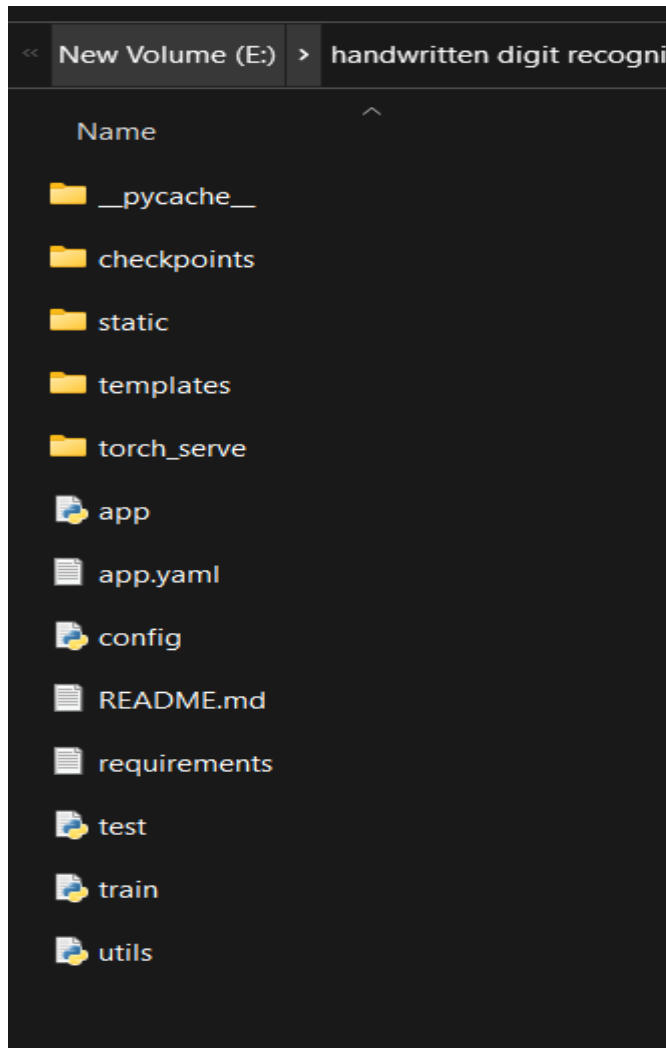 « New Volume (E:) > handwritten digit recogni
Name
__pycache__
checkpoints
static
templates
torch_serve
app
app.yaml
config
README.md
requirements
test
train
utils